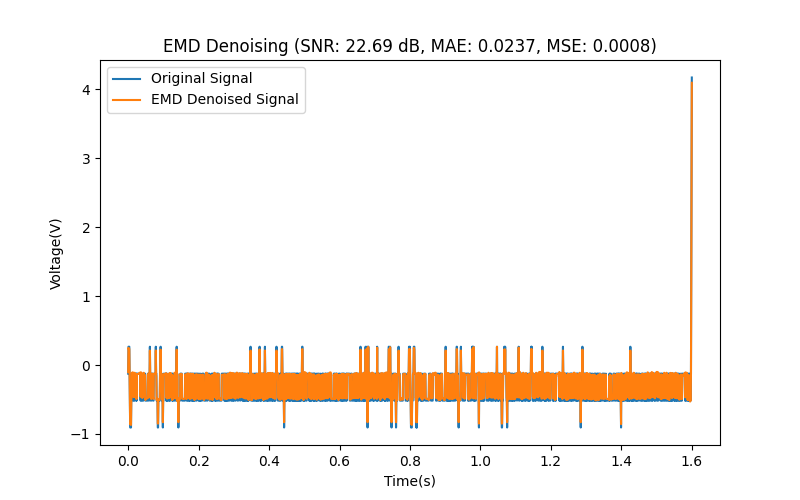 EMD Denoising (SNR: 22.69 dB, MAE: 0.0237, MSE: 0.0008)
Original Signal
EMD Denoised Signal
4
3
2
1
0
−1
Voltage(V)
0.0 0.2 0.4 0.6 0.8 1.0 1.2 1.4 1.6
Time(s)